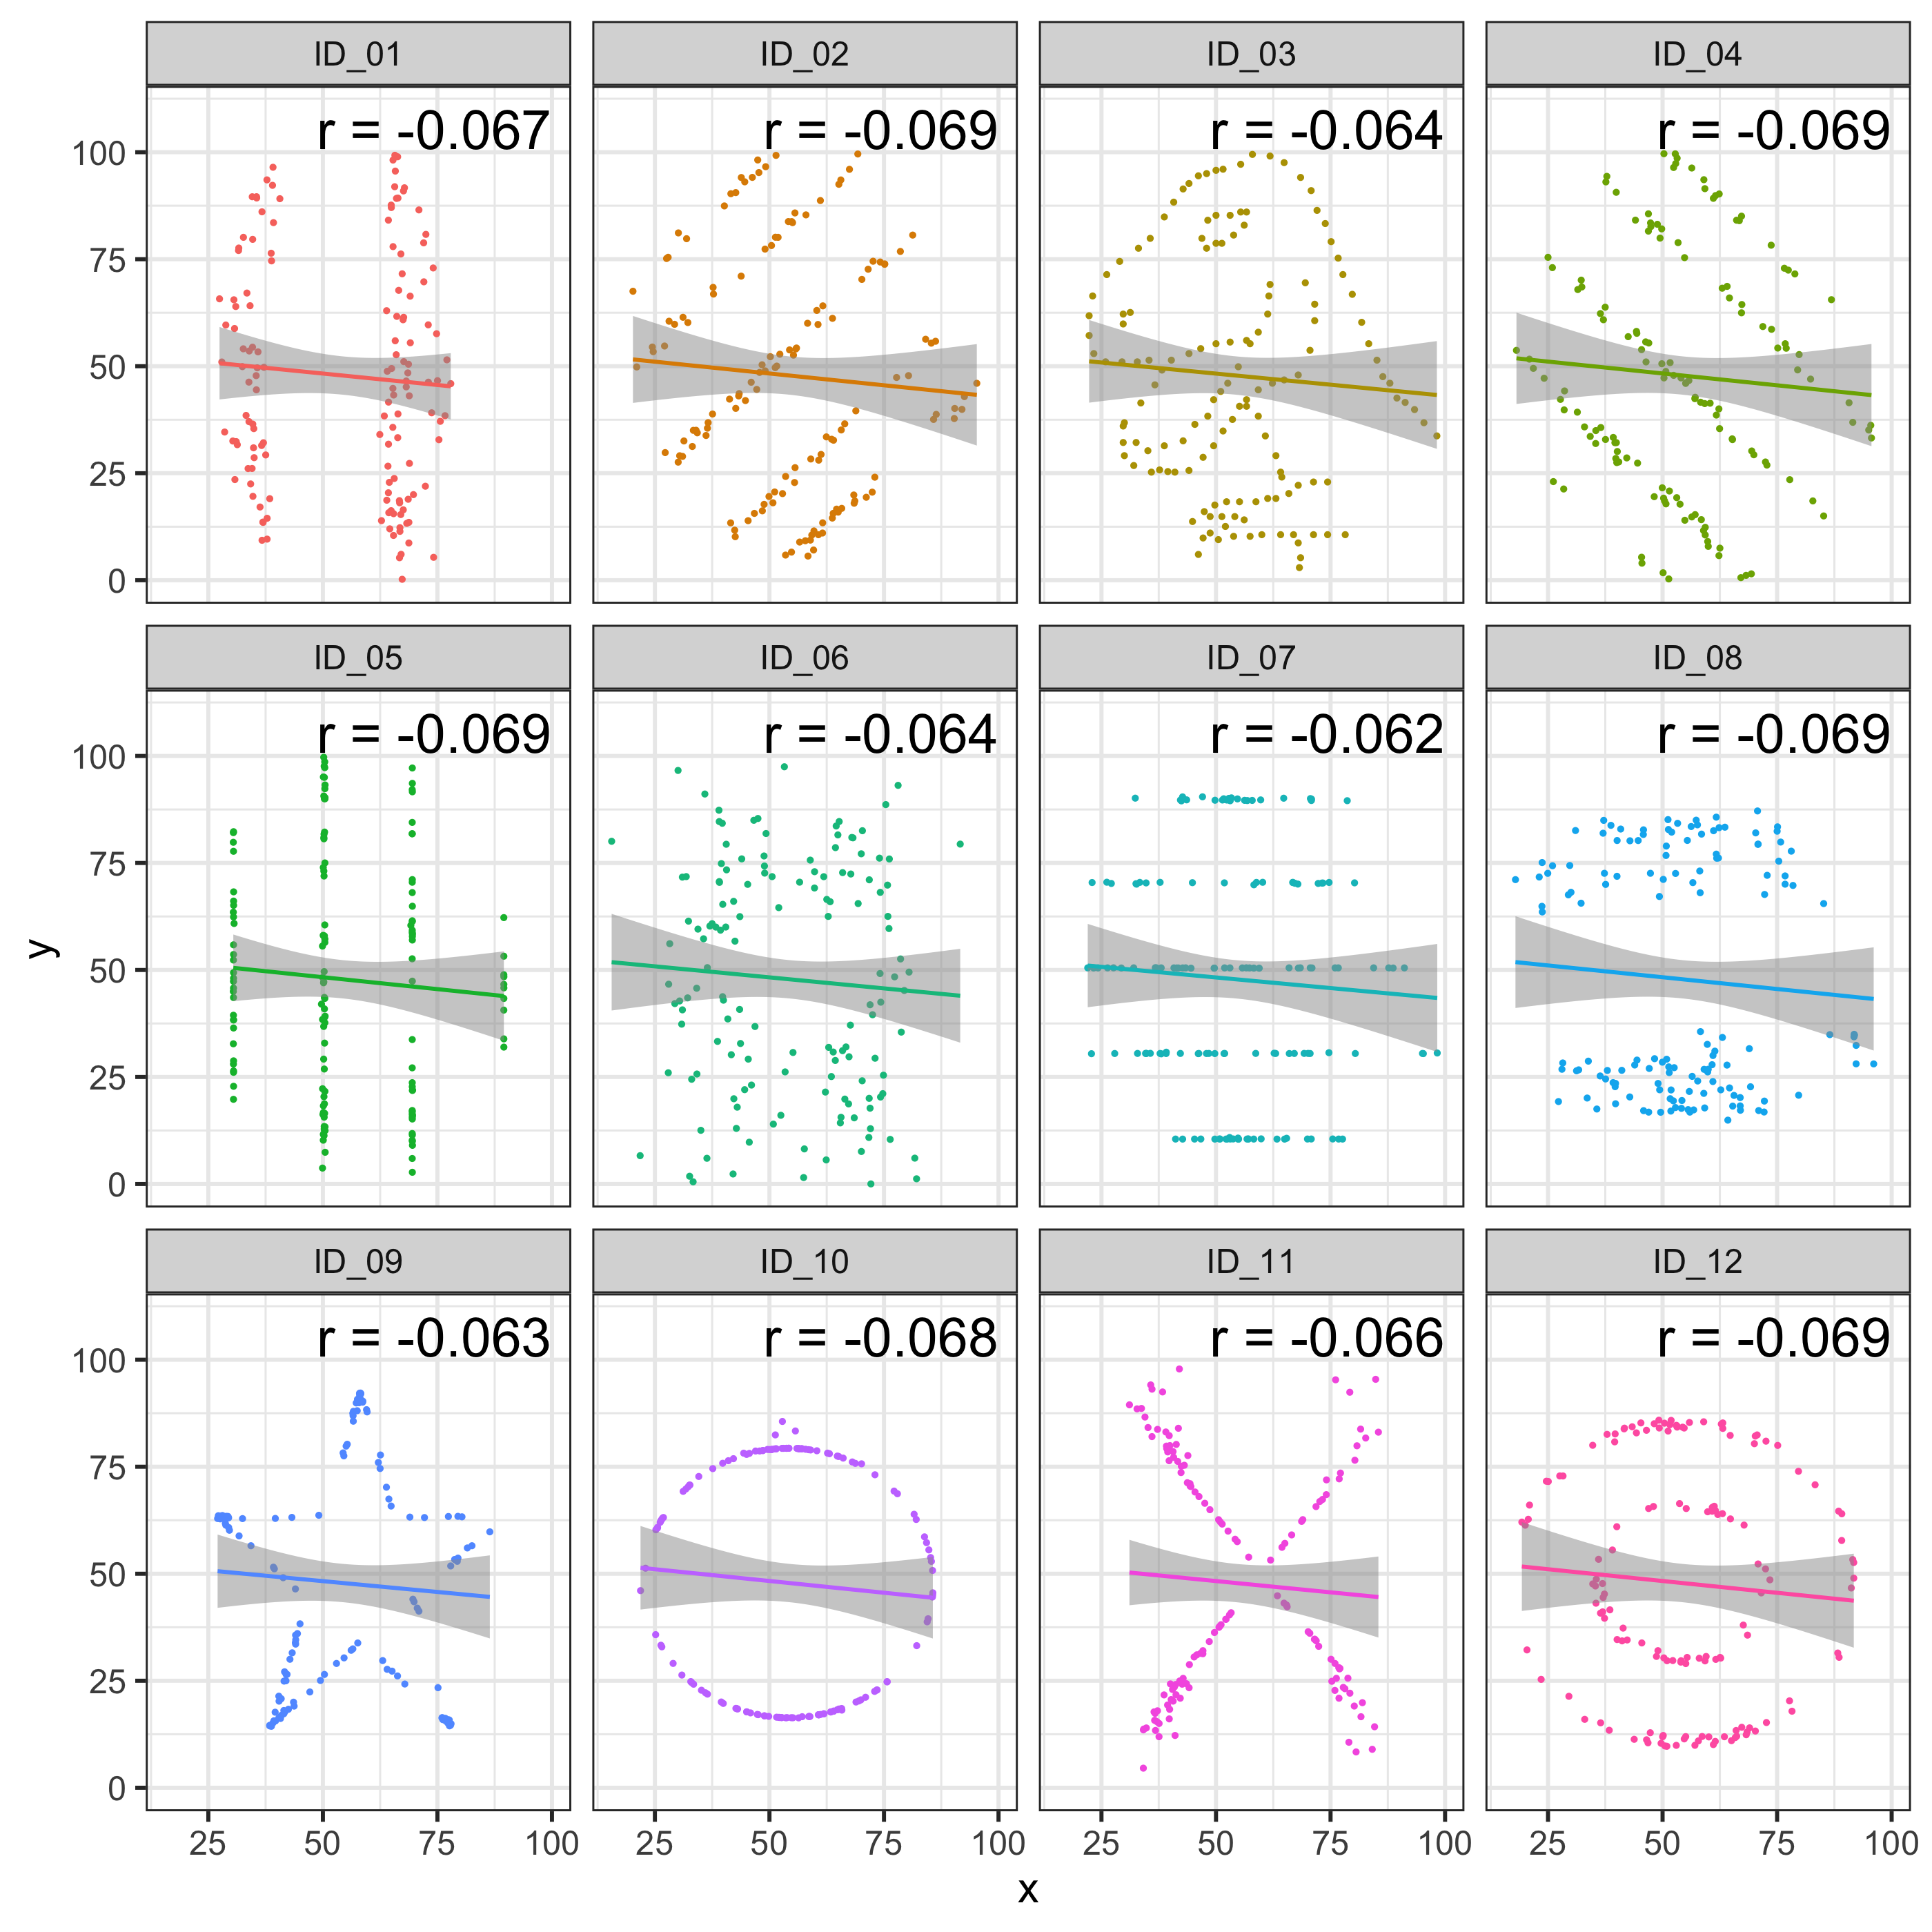 ID_01 ID_02 ID_03 ID_04
r = -0.067 r = -0.069 r = -0.064 r = -0.069
100
75
50
25
0
ID_05 ID_06 ID_07 ID_08
r = -0.069 r = -0.064 r = -0.062 r = -0.069
100
75
50
25
0
y
ID_09 ID_10 ID_11 ID_12
r = -0.063 r = -0.068 r = -0.066 r = -0.069
100
75
50
25
0
25 50 75 100 25 50 75 100 25 50 75 100 25 50 75 100
x